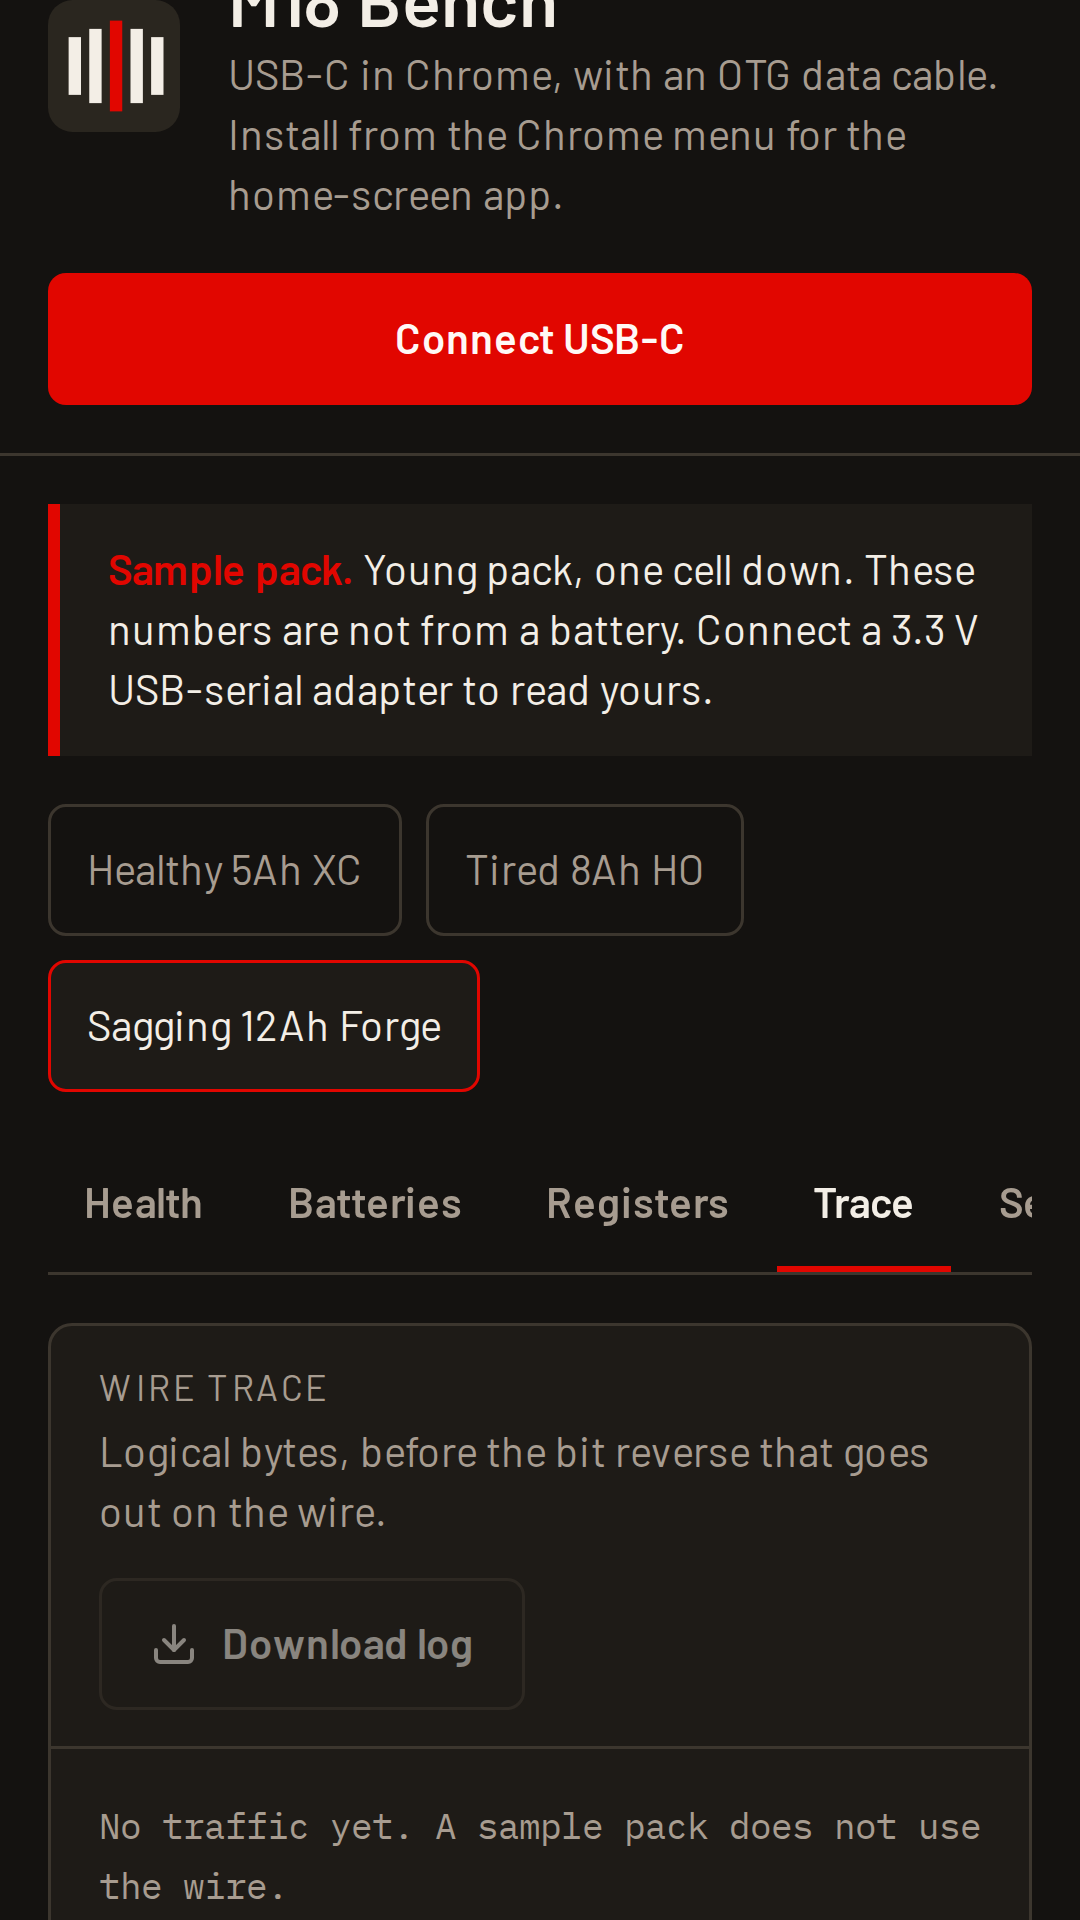 M18 Bench
USB-C in Chrome, with an OTG data cable.
Install from the Chrome menu for the
home-screen app.
Connect USB-C
Sample pack. Young pack, one cell down. These
numbers are not from a battery. Connect a 3.3 V
USB-serial adapter to read yours.
Healthy 5Ah XC
Tired 8Ah HO
Sagging 12Ah Forge
Health
Batteries
Registers
Trace
Se
WIRE TRACE
Logical bytes, before the bit reverse that goes
out on the wire.
Download log
No traffic yet. A sample pack does not use
the wire.